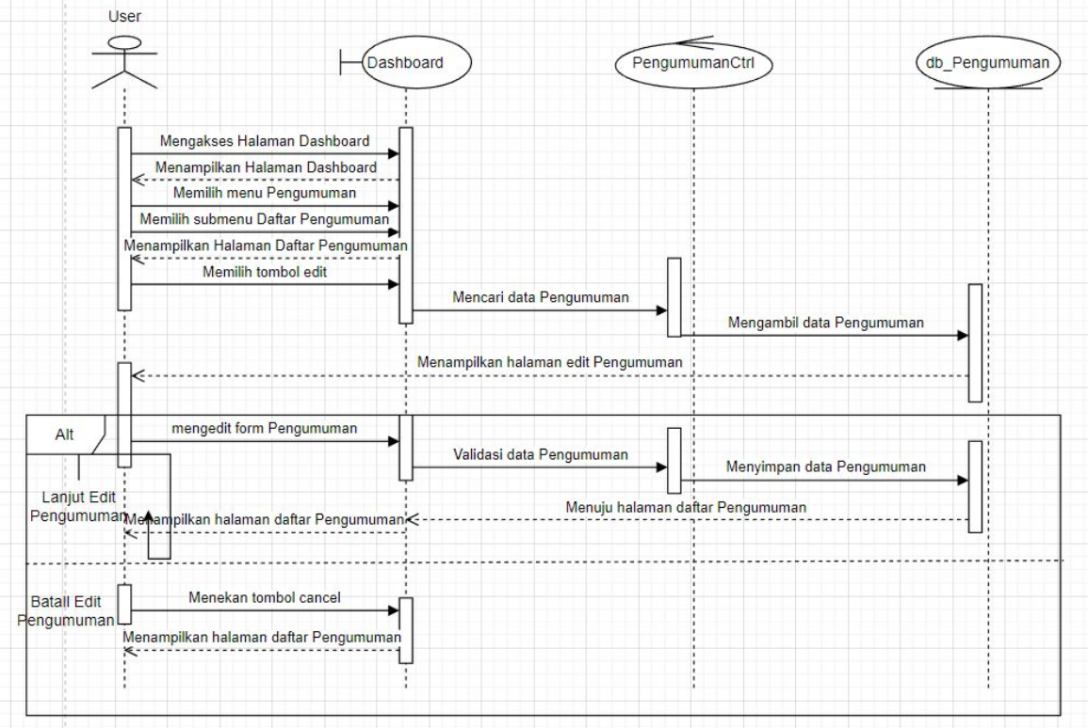 User
Dashboard
PengumumanCtrl
db_Pengumuman
Mengakses Halaman Dashboard
Menampilkan Halaman Dashboard
Memilih menu Pengumuman
Memilih submenu Daftar Pengumuman
Menampilkan Halaman Daftar Pengumuman
Memilih tombol edit
Mencari data Pengumuman
Mengambil data Pengumuman
Menampilkan halaman edit Pengumuman
Alt
mengedit form Pengumuman
Validasi data Pengumuman
Menyimpan data Pengumuman
Lanjut Edit
Pengumuman
Menuju halaman daftar Pengumuman
Menampilkan halaman daftar Pengumuman
Batall Edit
Pengumuman
Menekan tombol cancel
Menampilkan halaman daftar Pengumuman